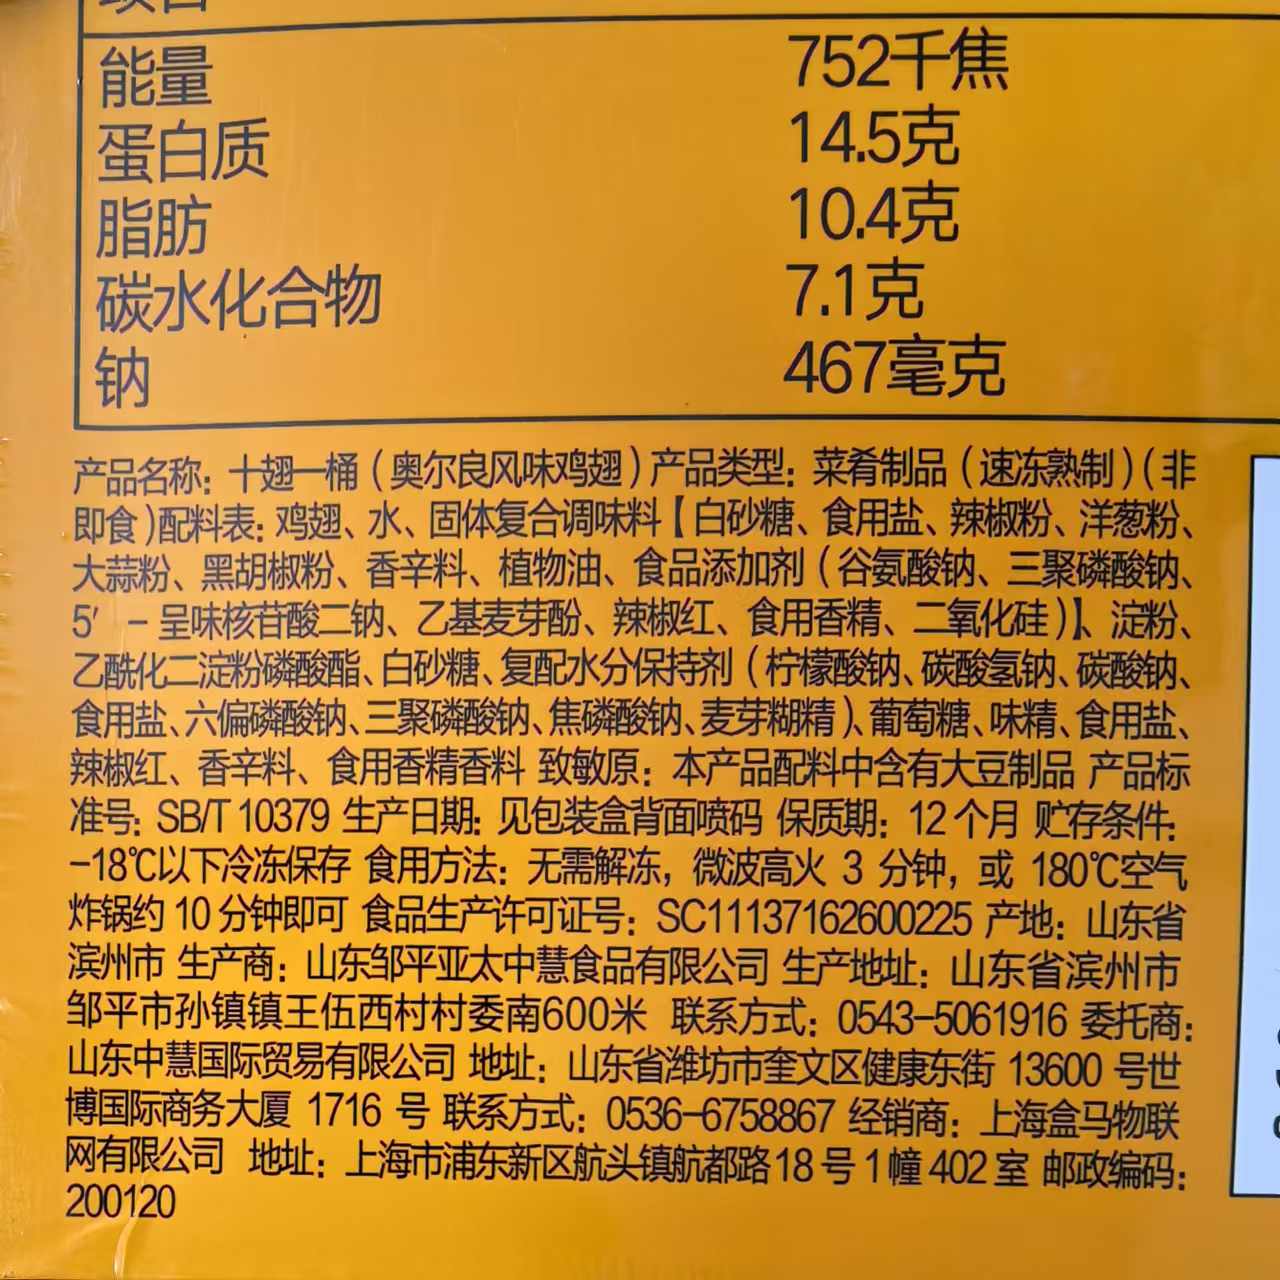 项目
能量 752千焦
蛋白质 14.5克
脂肪 10.4克
碳水化合物 7.1克
钠 467毫克
产品名称：十翅一桶（奥尔良风味鸡翅）产品类型：菜肴制品（速冻熟制）（非
即食）配料表：鸡翅、水、固体复合调味料【白砂糖、食用盐、辣椒粉、洋葱粉、
大蒜粉、黑胡椒粉、香辛料、植物油、食品添加剂（谷氨酸钠、三聚磷酸钠、
5′－呈味核苷酸二钠、乙基麦芽酚、辣椒红、食用香精、二氧化硅）】、淀粉、
乙酰化二淀粉磷酸酯、白砂糖、复配水分保持剂（柠檬酸钠、碳酸氢钠、碳酸钠、
食用盐、六偏磷酸钠、三聚磷酸钠、焦磷酸钠、麦芽糊精）、葡萄糖、味精、食用盐、
辣椒红、香辛料、食用香精香料 致敏原：本产品配料中含有大豆制品 产品标
准号：SB/T 10379 生产日期：见包装盒背面喷码 保质期：12个月 贮存条件：
－18℃以下冷冻保存 食用方法：无需解冻，微波高火 3 分钟，或 180℃空气
炸锅约 10 分钟即可 食品生产许可证号：SC11137162600225 产地：山东省
滨州市 生产商：山东邹平亚太中慧食品有限公司 生产地址：山东省滨州市
邹平市孙镇镇王伍西村村委南600米 联系方式：0543－5061916 委托商：
山东中慧国际贸易有限公司 地址：山东省潍坊市奎文区健康东街 13600 号世
博国际商务大厦 1716 号 联系方式：0536－6758867 经销商：上海盒马物联
网有限公司 地址：上海市浦东新区航头镇航都路18号1幢402室 邮政编码：
200120